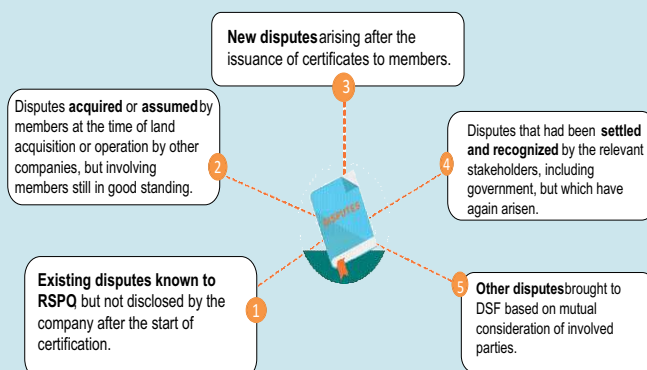 New disputes arising after the
issuance of certificates to members.
3
Disputes acquired or assumed by
members at the time of land
acquisition or operation by other
companies, but involving
members still in good standing.
2
Disputes that had been settled
and recognized by the relevant
stakeholders, including
government, but which have
again arisen.
4
DISPUTES
Existing disputes known to
RSPO, but not disclosed by the
company after the start of
certification.
1
Other disputes brought to
DSF based on mutual
consideration of involved
parties.
5